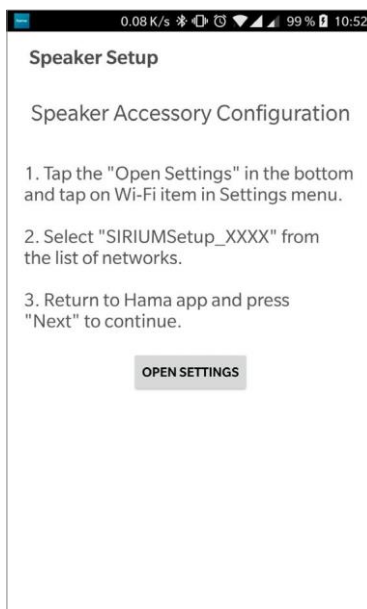 hama
0.08 K/s 99 % 10:52
Speaker Setup
Speaker Accessory Configuration
1. Tap the "Open Settings" in the bottom
and tap on Wi-Fi item in Settings menu.
2. Select "SIRIUMSetup_XXXX" from
the list of networks.
3. Return to Hama app and press
"Next" to continue.
OPEN SETTINGS